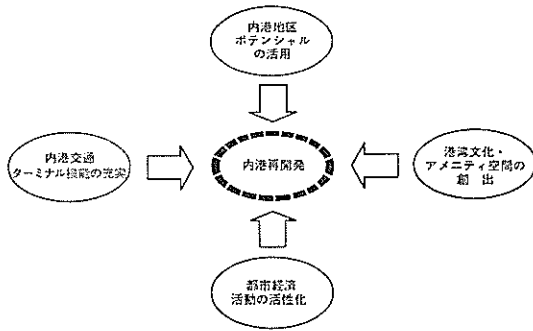 内港地区
ポテンシャル
の活用
内港交通
ターミナル機能の充実
内港再開発
港湾文化・
アメニティ空間の
創 出
都市経済
活動の活性化